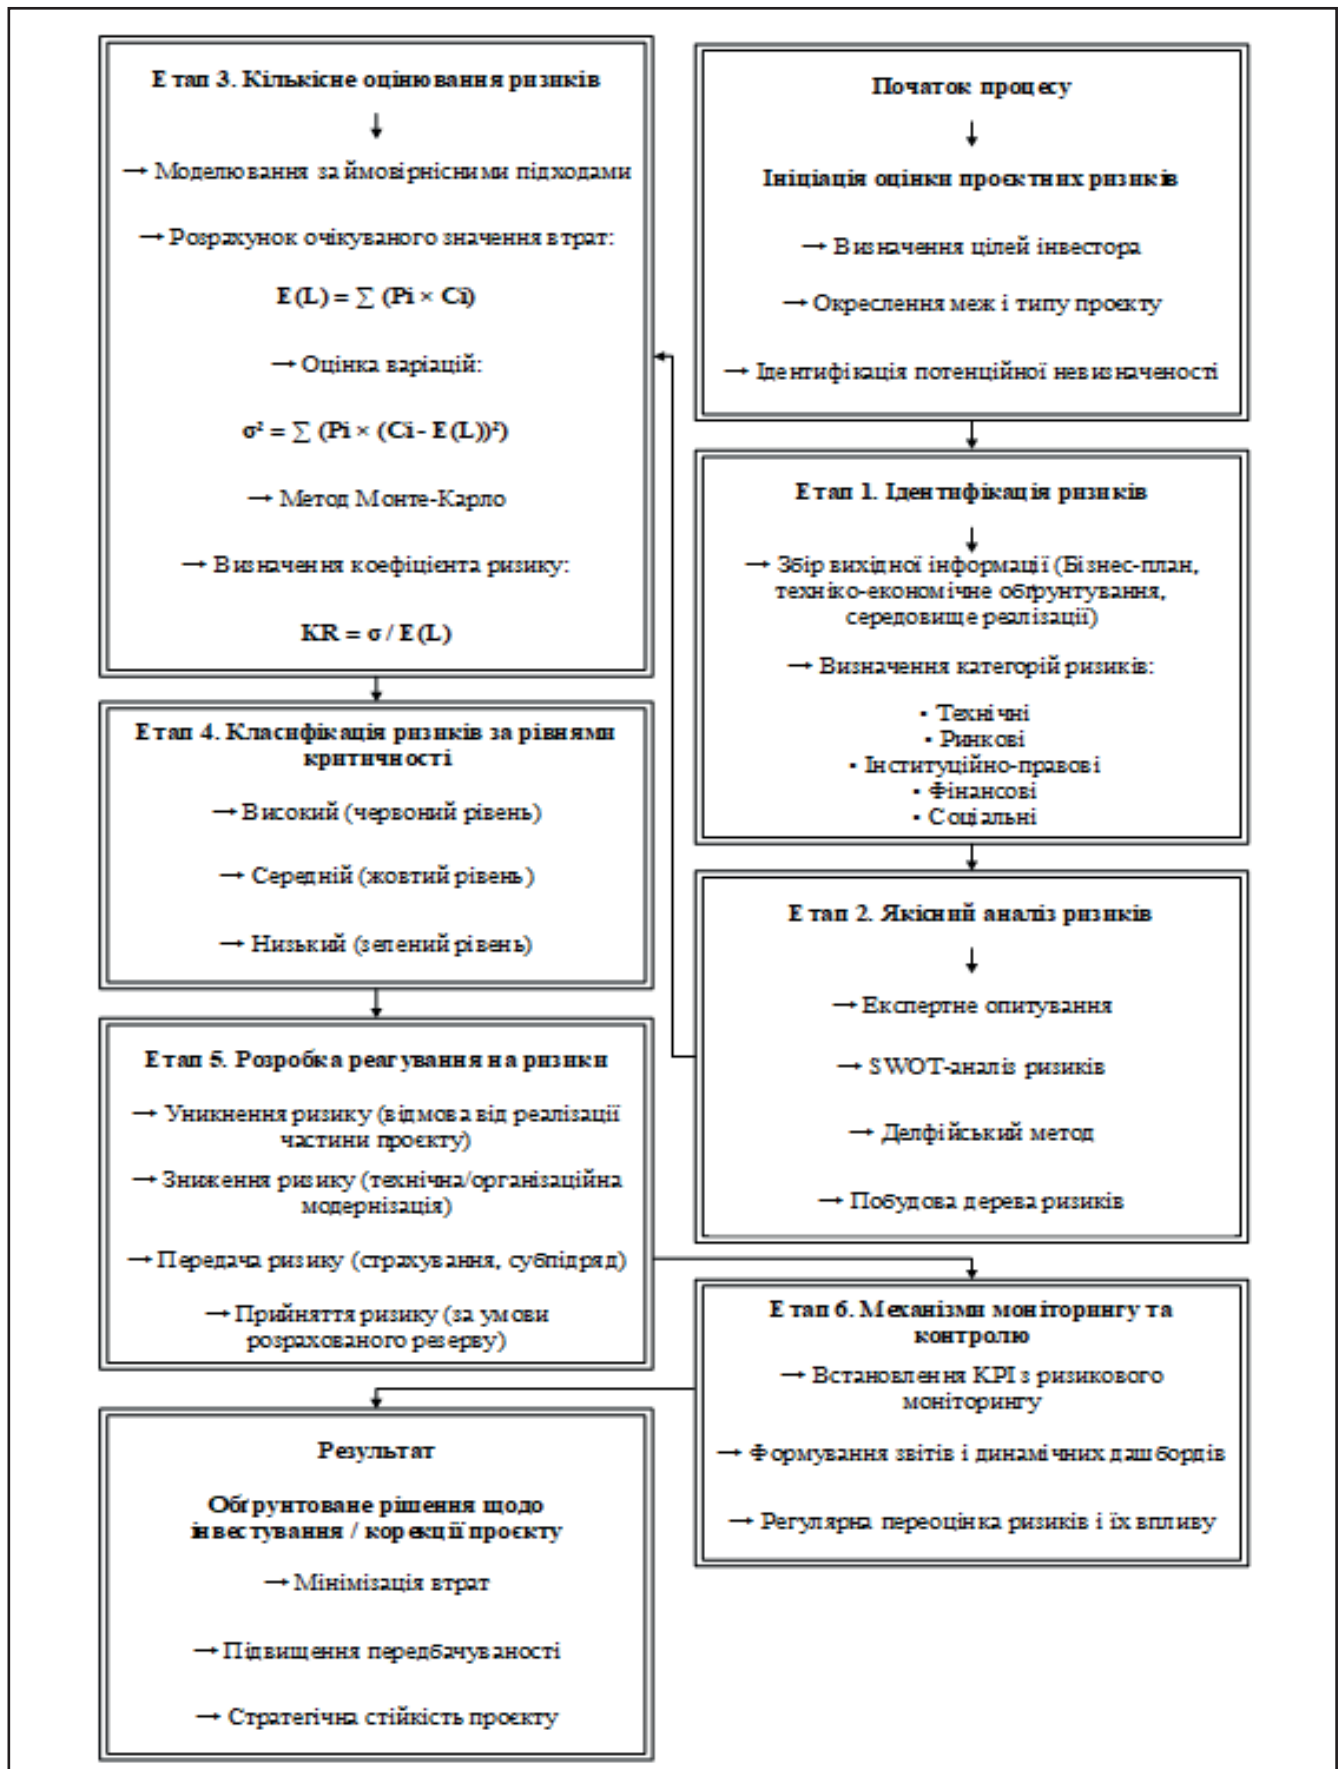 Початок процесу
↓
Ініціація оцінки проєктних ризиків
→ Визначення цілей інвестора
→ Окреслення меж і типу проєкту
→ Ідентифікація потенційної невизначеності
Етап 1. Ідентифікація ризиків
↓
→ Збір вихідної інформації (Бізнес-план,
техніко-економічне обґрунтування,
середовище реалізації)
→ Визначення категорій ризиків:
• Технічні
• Ринкові
• Інституційно-правові
• Фінансові
• Соціальні
Етап 2. Якісний аналіз ризиків
↓
→ Експертне опитування
→ SWOT-аналіз ризиків
→ Делфійський метод
→ Побудова дерева ризиків
Етап 3. Кількісне оцінювання ризиків
↓
→ Моделювання за ймовірнісними підходами
→ Розрахунок очікуваного значення втрат:
E(L) = ∑ (Pi × Ci)
→ Оцінка варіацій:
σ² = ∑ (Pi × (Ci - E(L))²)
→ Метод Монте-Карло
→ Визначення коефіцієнта ризику:
KR = σ / E(L)
Етап 4. Класифікація ризиків за рівнями
критичності
→ Високий (червоний рівень)
→ Середній (жовтий рівень)
→ Низький (зелений рівень)
Етап 5. Розробка реагування на ризики
→ Уникнення ризику (відмова від реалізації
частини проєкту)
→ Зниження ризику (технічна/організаційна
модернізація)
→ Передача ризику (страхування, субпідряд)
→ Прийняття ризику (за умови
розрахованого резерву)
Етап 6. Механізми моніторингу та
контролю
→ Встановлення KPI з ризикового
моніторингу
→ Формування звітів і динамічних дашбордів
→ Регулярна переоцінка ризиків і їх впливу
Результат
Обґрунтоване рішення щодо
інвестування / корекції проєкту
→ Мінімізація втрат
→ Підвищення передбачуваності
→ Стратегічна стійкість проєкту